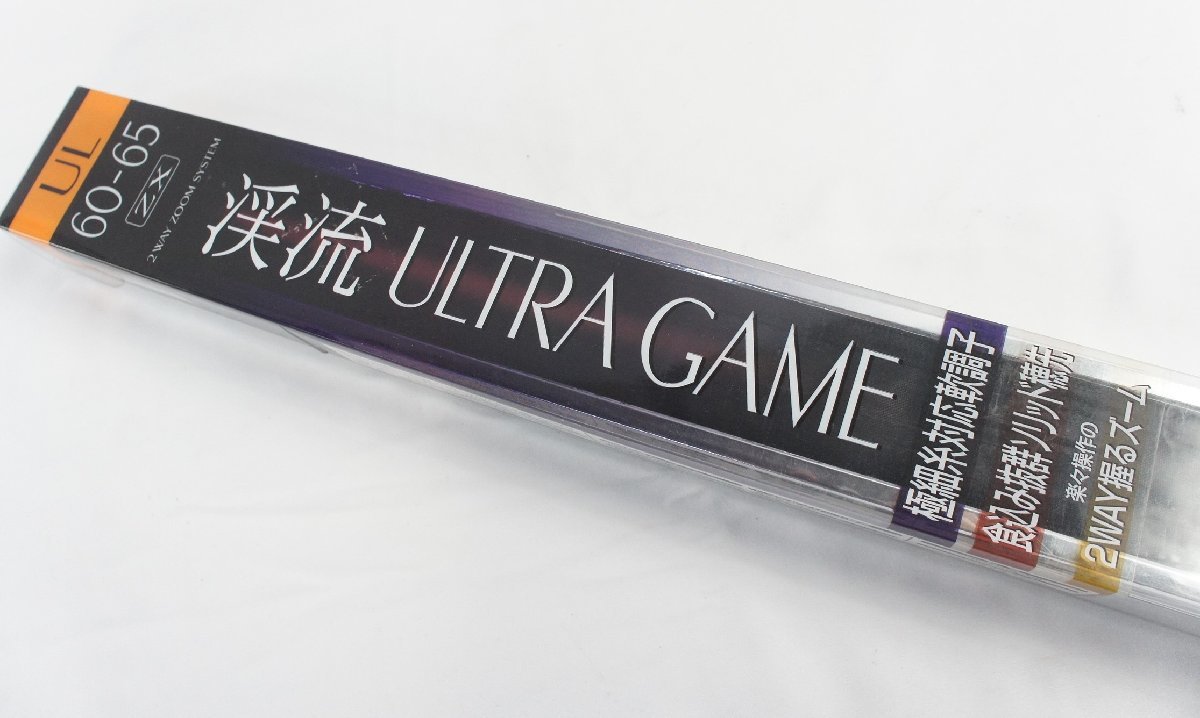 UL
60-65
ZX
2 WAY ZOOM SYSTEM
渓流 ULTRA GAME
極細糸対応軟調子
食込み抜群ソリッド穂先
楽々操作の
2WAY握るズーム